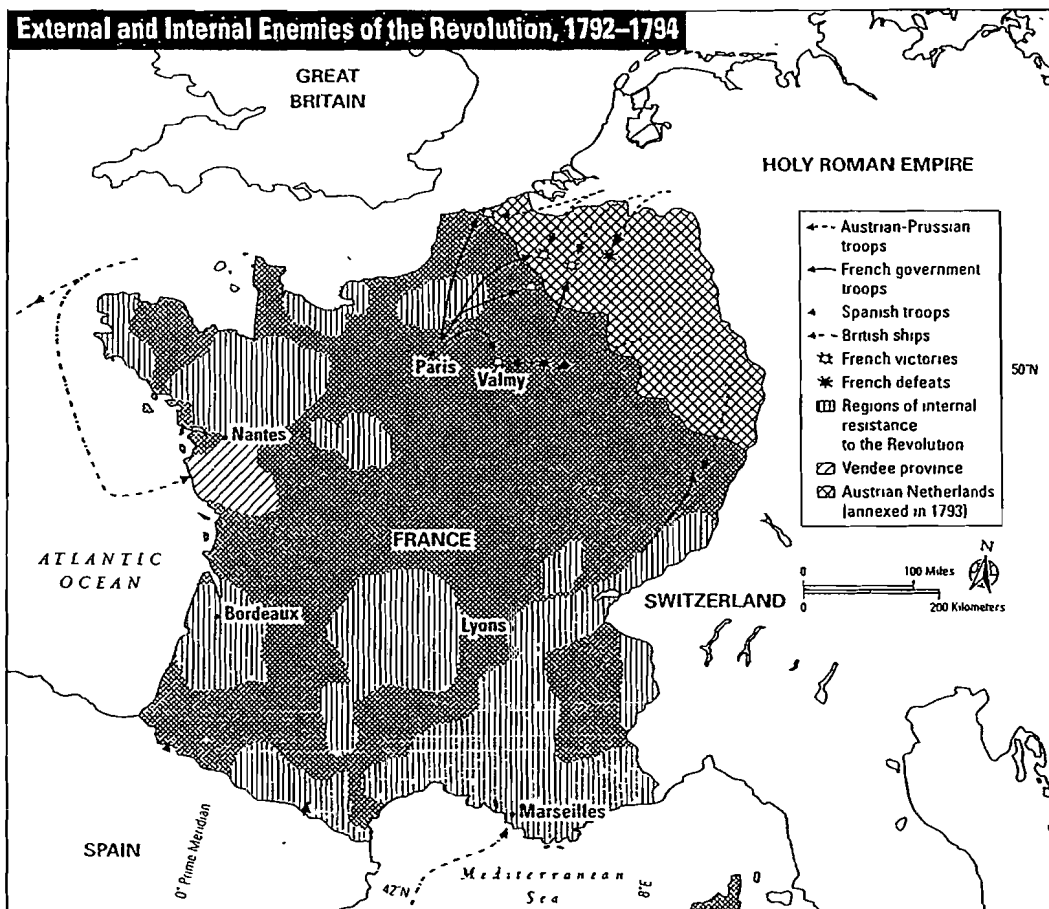 External and Internal Enemies of the Revolution, 1792–1794
GREAT
BRITAIN
HOLY ROMAN EMPIRE
Austrian-Prussian
troops
French government
troops
Spanish troops
British ships
French victories
French defeats
Regions of internal
resistance
to the Revolution
Vendee province
Austrian Netherlands
(annexed in 1793)
50°N
Paris
Valmy
Nantes
FRANCE
ATLANTIC
OCEAN
N
0 100 Miles
0 200 Kilometers
SWITZERLAND
Bordeaux
Lyons
Marseilles
SPAIN
0° Prime Meridian
42°N
Mediterranean
Sea
8°E